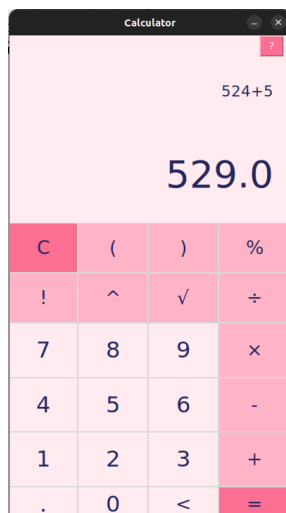 Calculator
?
524+5
529.0
C ( ) %
! ^ √ ÷
7 8 9 ×
4 5 6 -
1 2 3 +
. 0 < =